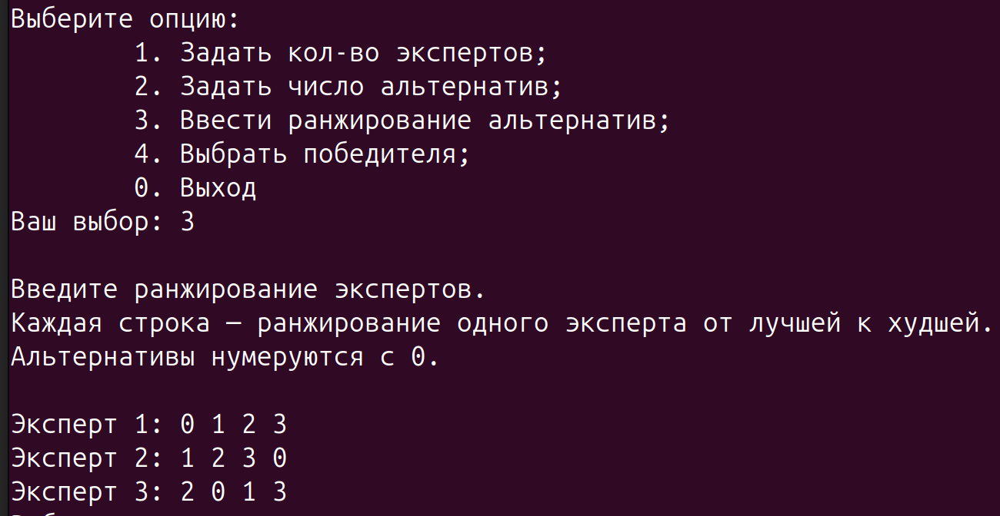 Выберите опцию:
1. Задать кол-во экспертов;
2. Задать число альтернатив;
3. Ввести ранжирование альтернатив;
4. Выбрать победителя;
0. Выход
Ваш выбор: 3
Введите ранжирование экспертов.
Каждая строка — ранжирование одного эксперта от лучшей к худшей.
Альтернативы нумеруются с 0.
Эксперт 1: 0 1 2 3
Эксперт 2: 1 2 3 0
Эксперт 3: 2 0 1 3